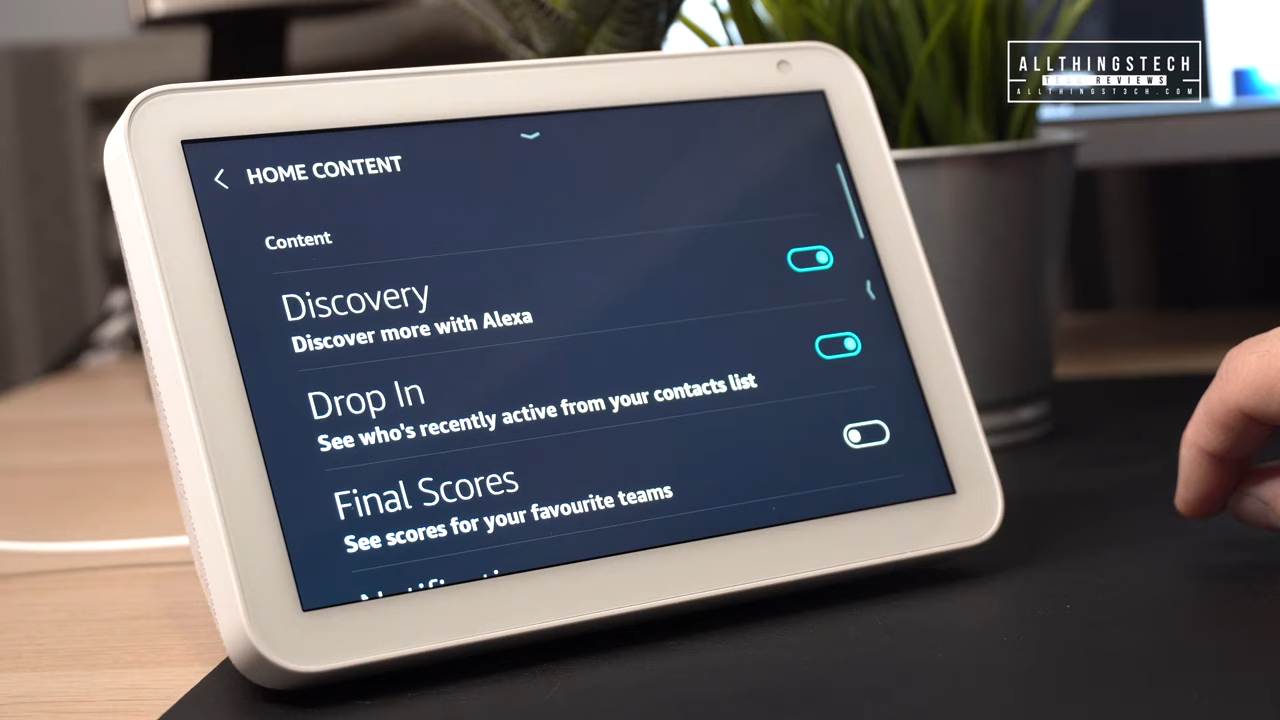 ALLTHINGSTECH
TECH REVIEWS
ALLTHINGST3CH.COM
HOME CONTENT
Content
Discovery
Discover more with Alexa
Drop In
See who's recently active from your contacts list
Final Scores
See scores for your favourite teams